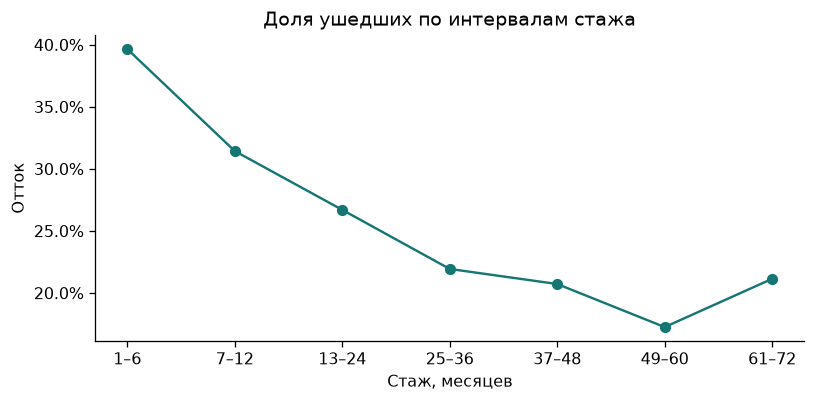 Доля ушедших по интервалам стажа
Отток
40.0%
35.0%
30.0%
25.0%
20.0%
1–6 7–12 13–24 25–36 37–48 49–60 61–72
Стаж, месяцев